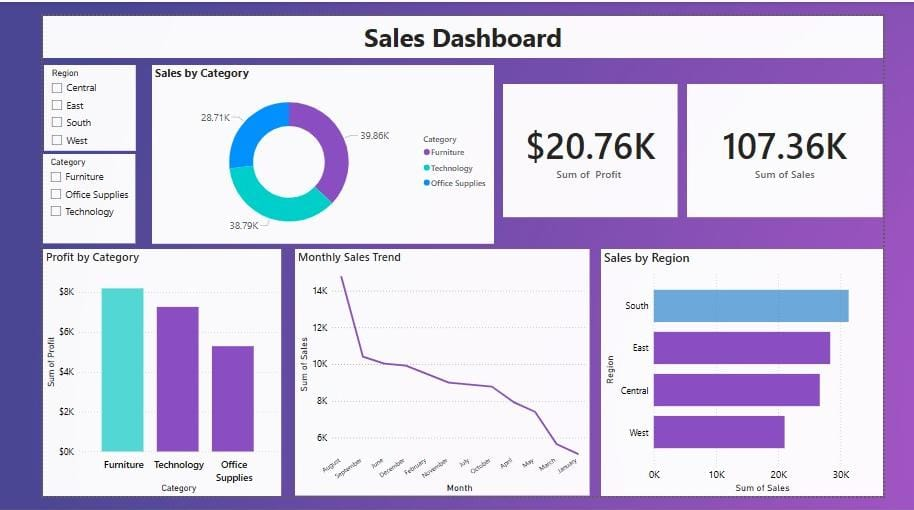 Sales Dashboard
Region
Central
East
South
West
Category
Furniture
Office Supplies
Technology
Sales by Category
28.71K
39.86K
38.79K
Category
Furniture
Technology
Office Supplies
$20.76K
Sum of Profit
107.36K
Sum of Sales
Profit by Category
Sum of Profit
$8K
$6K
$4K
$2K
$0K
Furniture
Technology
Office
Supplies
Category
Monthly Sales Trend
Sum of Sales
14K
12K
10K
8K
6K
August
September
June
December
February
November
July
October
April
May
March
January
Month
Sales by Region
Region
South
East
Central
West
0K
10K
20K
30K
Sum of Sales